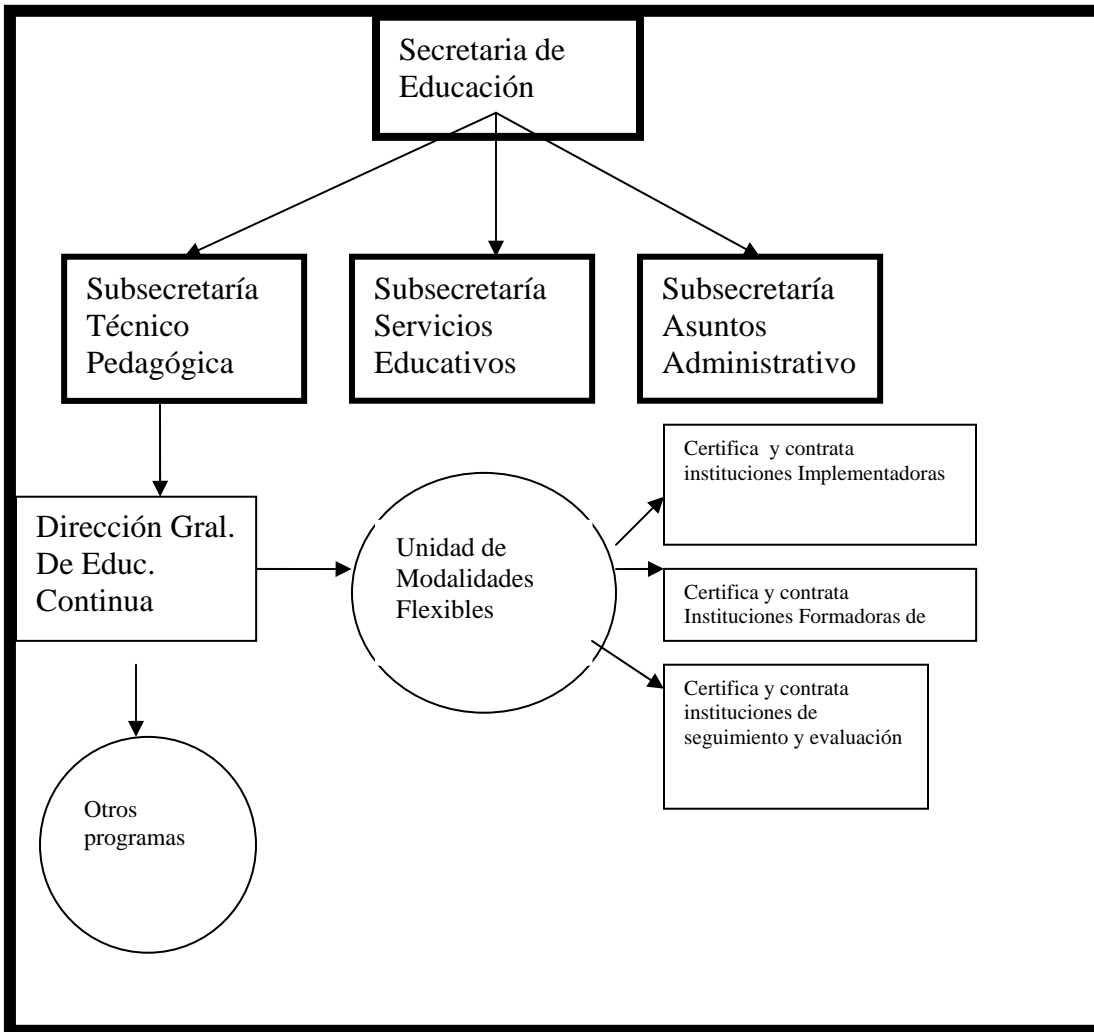 Secretaria de
Educación
Subsecretaría
Técnico
Pedagógica
Subsecretaría
Servicios
Educativos
Subsecretaría
Asuntos
Administrativo
Dirección Gral.
De Educ.
Continua
Unidad de
Modalidades
Flexibles
Certifica y contrata
instituciones Implementadoras
Certifica y contrata
Instituciones Formadoras de
Certifica y contrata
instituciones de
seguimiento y evaluación
Otros
programas